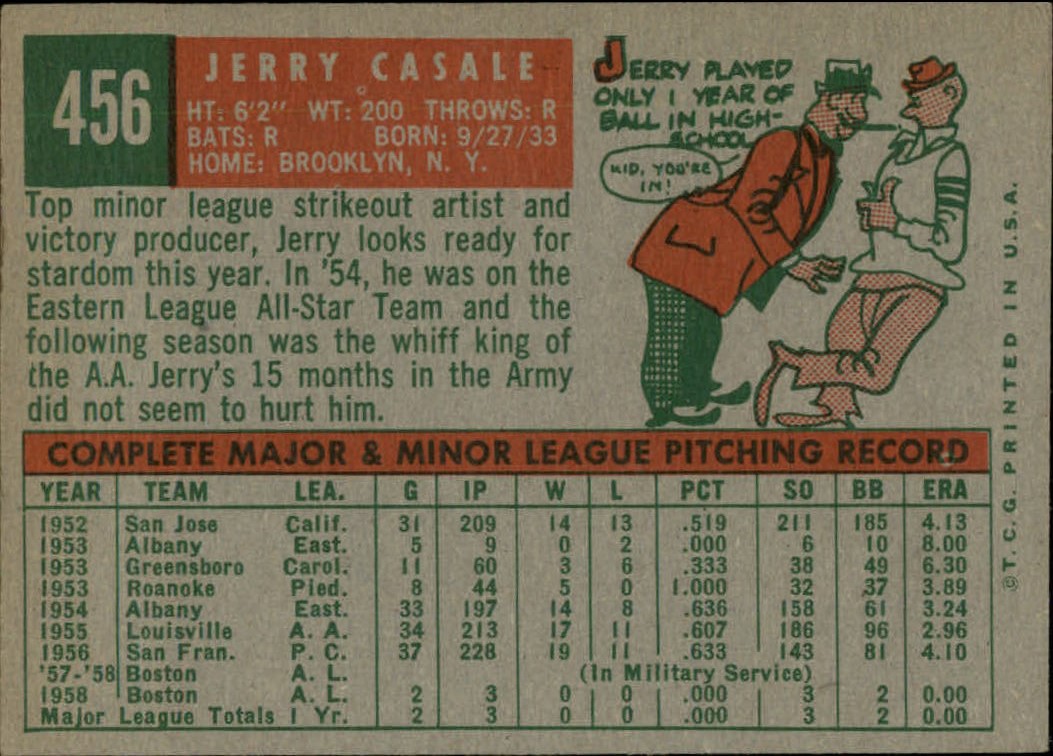 456
JERRY CASALE
HT: 6'2" WT: 200 THROWS: R
BATS: R BORN: 9/27/33
HOME: BROOKLYN, N. Y.
Top minor league strikeout artist and
victory producer, Jerry looks ready for
stardom this year. In '54, he was on the
Eastern League All-Star Team and the
following season was the whiff king of
the A.A. Jerry's 15 months in the Army
did not seem to hurt him.
JERRY PLAYED
ONLY 1 YEAR OF
BALL IN HIGH-
SCHOOL
KID, YOU'RE
IN!
COMPLETE MAJOR & MINOR LEAGUE PITCHING RECORD
YEAR TEAM LEA. G IP W L PCT SO BB ERA
1952 San Jose Calif. 31 209 14 13 .519 211 185 4.13
1953 Albany East. 5 9 0 2 .000 6 10 8.00
1953 Greensboro Carol. 11 60 3 6 .333 38 49 6.30
1953 Roanoke Pied. 8 44 5 0 1.000 32 37 3.89
1954 Albany East. 33 197 14 8 .636 158 61 3.24
1955 Louisville A. A. 34 213 17 11 .607 186 96 2.96
1956 San Fran. P. C. 37 228 19 11 .633 143 81 4.10
'57-'58 Boston A. L. (In Military Service)
1958 Boston A. L. 2 3 0 0 .000 3 2 0.00
Major League Totals 1 Yr. 2 3 0 0 .000 3 2 0.00
©T. C. G. PRINTED IN U.S.A.